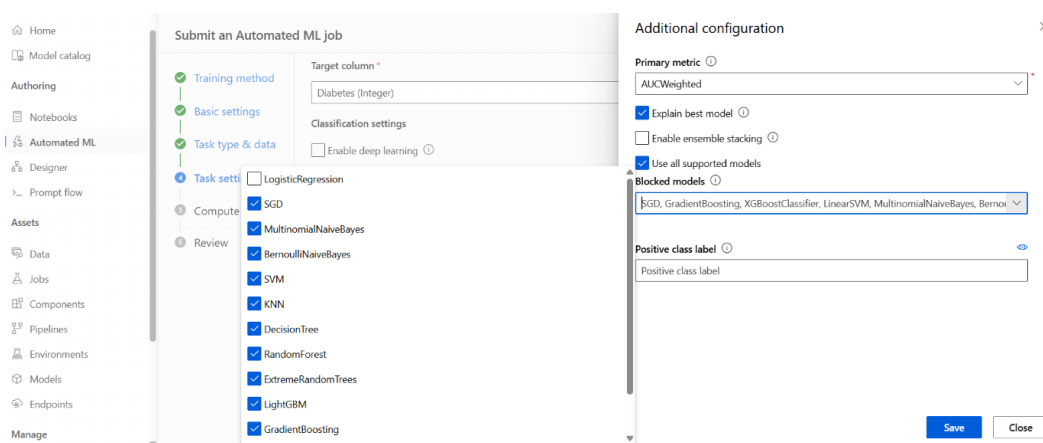 Home
Model catalog
Authoring
Notebooks
Automated ML
Designer
>_ Prompt flow
Assets
Data
Jobs
Components
Pipelines
Environments
Models
Endpoints
Manage
Submit an Automated ML job
Training method
Basic settings
Task type & data
4 Task setti
5 Compute
6 Review
Target column *
Diabetes (Integer)
Classification settings
Enable deep learning
LogisticRegression
SGD
MultinomialNaiveBayes
BernoulliNaiveBayes
SVM
KNN
DecisionTree
RandomForest
ExtremeRandomTrees
LightGBM
GradientBoosting
Additional configuration
Primary metric
AUCWeighted
*
Explain best model
Enable ensemble stacking
Use all supported models
Blocked models
SGD, GradientBoosting, XGBoostClassifier, LinearSVM, MultinomialNaiveBayes, Bernou
Positive class label
Positive class label
Save
Close